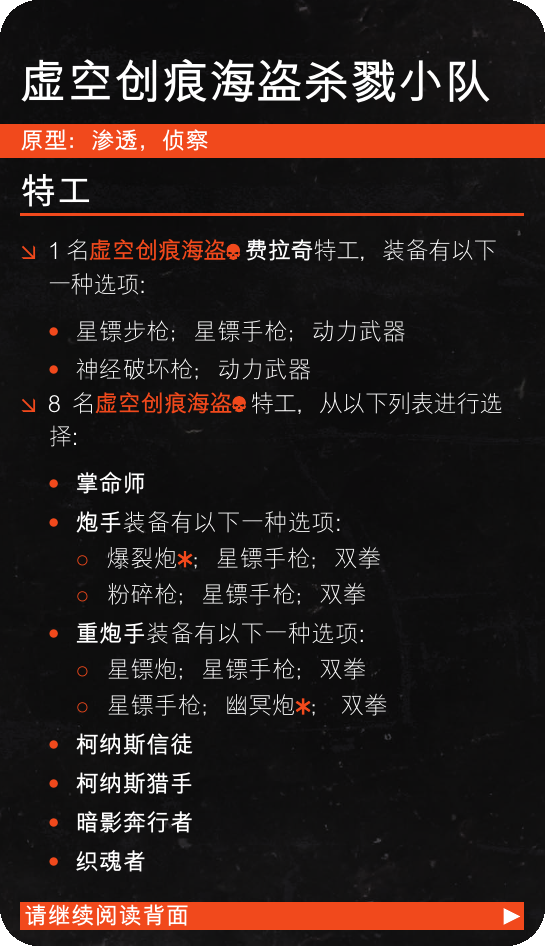 虚空创痕海盗杀戮小队
原型: 渗透, 侦察
特工
1 名虚空创痕海盗 费拉奇特工, 装备有以下
一种选项:
星镖步枪; 星镖手枪; 动力武器
神经破坏枪; 动力武器
8 名虚空创痕海盗 特工, 从以下列表进行选
择:
掌命师
炮手装备有以下一种选项:
爆裂炮*; 星镖手枪; 双拳
粉碎枪; 星镖手枪; 双拳
重炮手装备有以下一种选项:
星镖炮; 星镖手枪; 双拳
星镖手枪; 幽冥炮*; 双拳
柯纳斯信徒
柯纳斯猎手
暗影奔行者
织魂者
请继续阅读背面